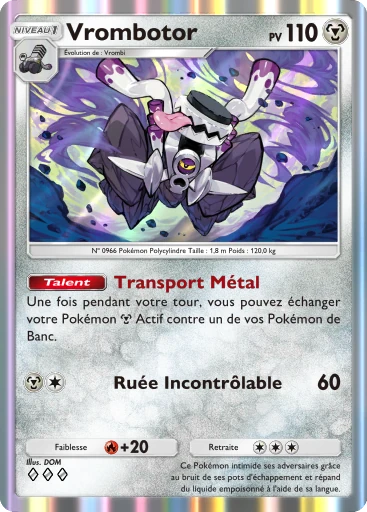 NIVEAU 1
Vrombotor
PV 110
Évolution de : Vrombi
N° 0966 Pokémon Polycylindre Taille : 1,8 m Poids : 120,0 kg
Talent Transport Métal
Une fois pendant votre tour, vous pouvez échanger
votre Pokémon Actif contre un de vos Pokémon de
Banc.
Ruée Incontrôlable 60
Faiblesse +20 Retraite
Illus. DOM
Ce Pokémon intimide ses adversaires grâce
au bruit de ses pots d'échappement et répand
du liquide empoisonné à l'aide de sa langue.